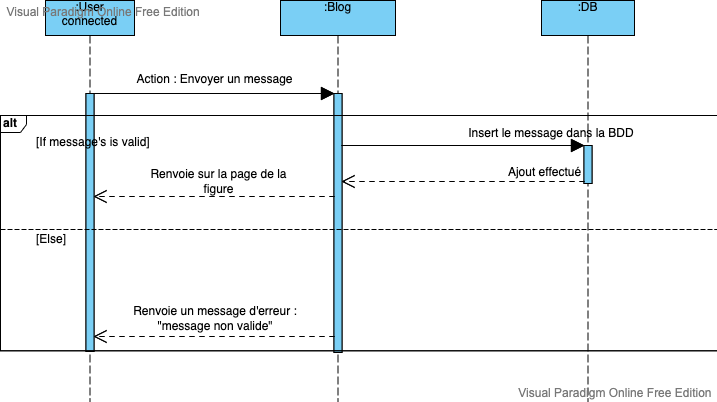 Visual Paradigm Online Free Edition
:User
connected
:Blog
:DB
Action : Envoyer un message
alt
[If message's is valid]
Insert le message dans la BDD
Ajout effectué
Renvoie sur la page de la
figure
[Else]
Renvoie un message d'erreur :
"message non valide"
Visual Paradigm Online Free Edition